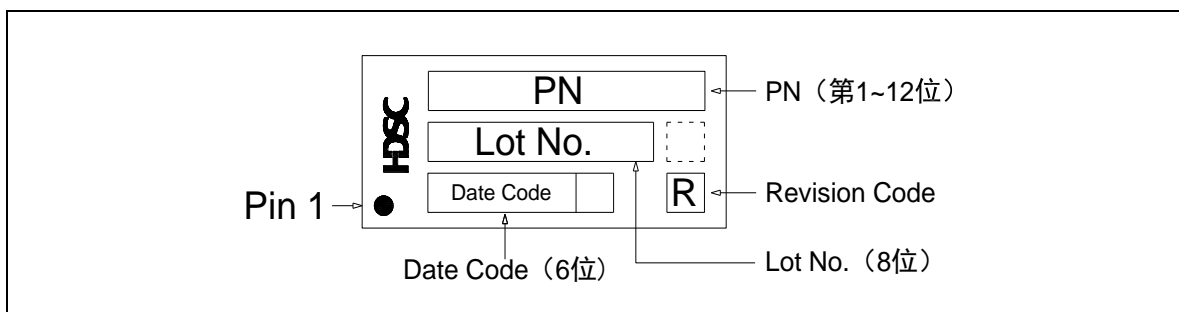 HDSC
PN
PN（第1~12位）
Lot No.
Date Code
R
Revision Code
Pin 1
Date Code（6位）
Lot No.（8位）